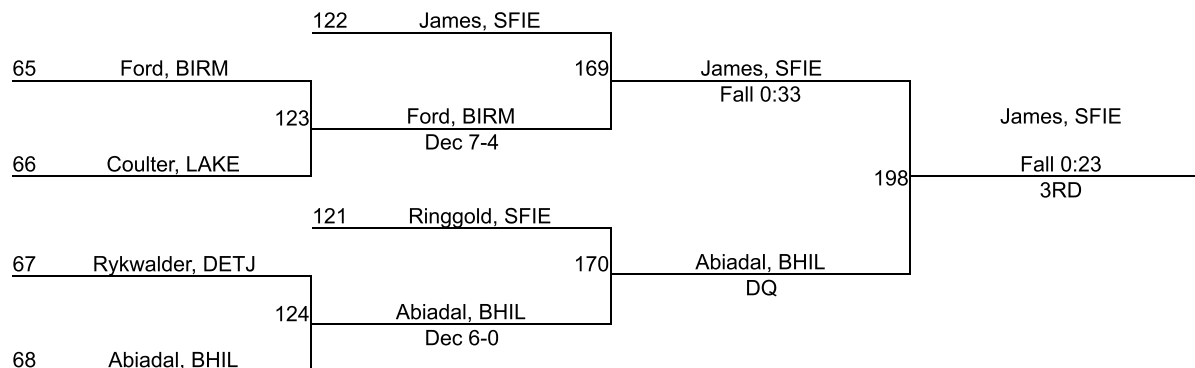 122 James, SFIE
65 Ford, BIRM
169 James, SFIE
Fall 0:33
123 Ford, BIRM
Dec 7-4
James, SFIE
66 Coulter, LAKE
198 Fall 0:23
3RD
121 Ringgold, SFIE
67 Rykwalder, DETJ
170 Abiadal, BHIL
DQ
124 Abiadal, BHIL
Dec 6-0
68 Abiadal, BHIL